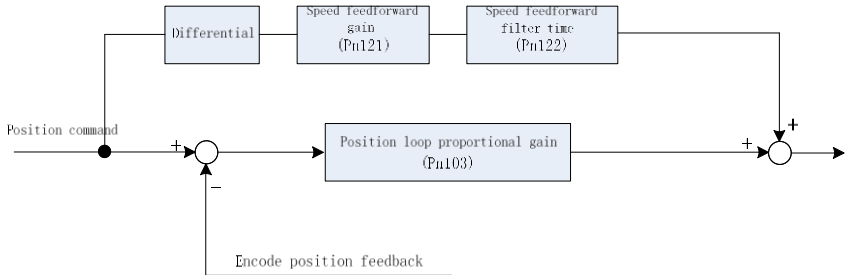 Differential
Speed feedforward
gain
(Pn121)
Speed feedforward
filter time
(Pn122)
Position command
+
+
+
Position loop proportional gain
(Pn103)
−
Encode position feedback